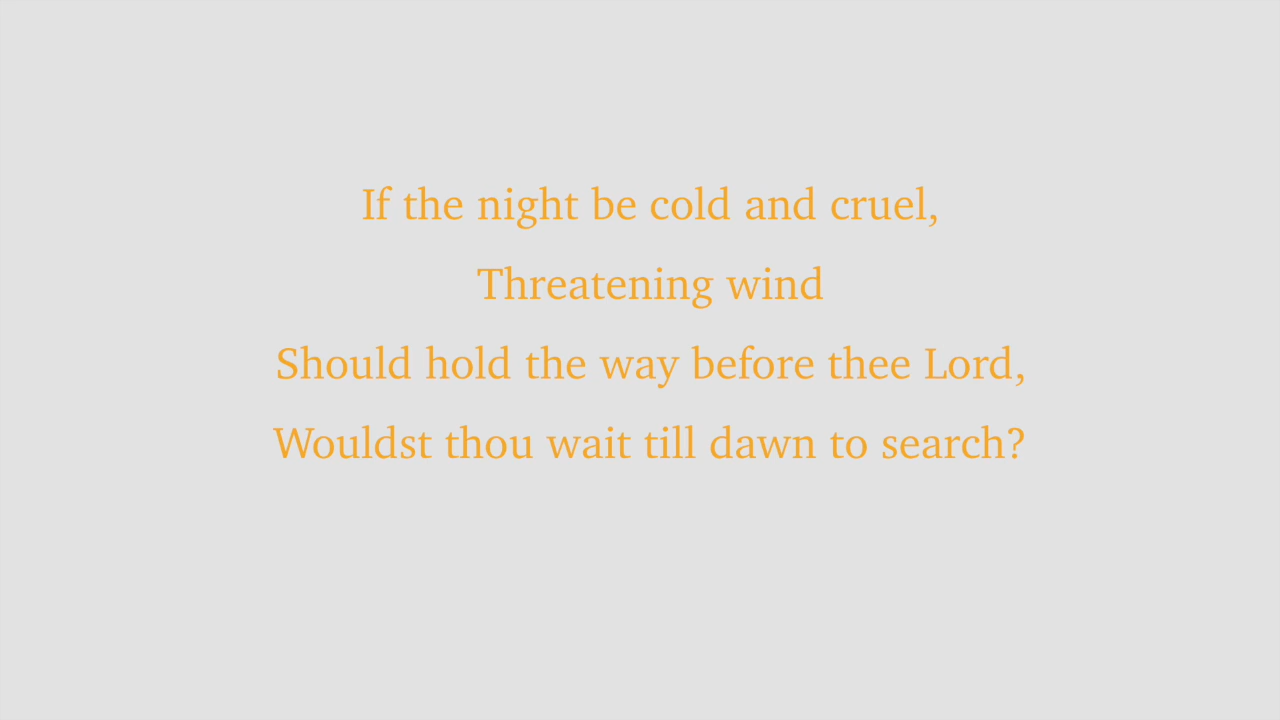 If the night be cold and cruel,
Threatening wind
Should hold the way before thee Lord,
Wouldst thou wait till dawn to search?